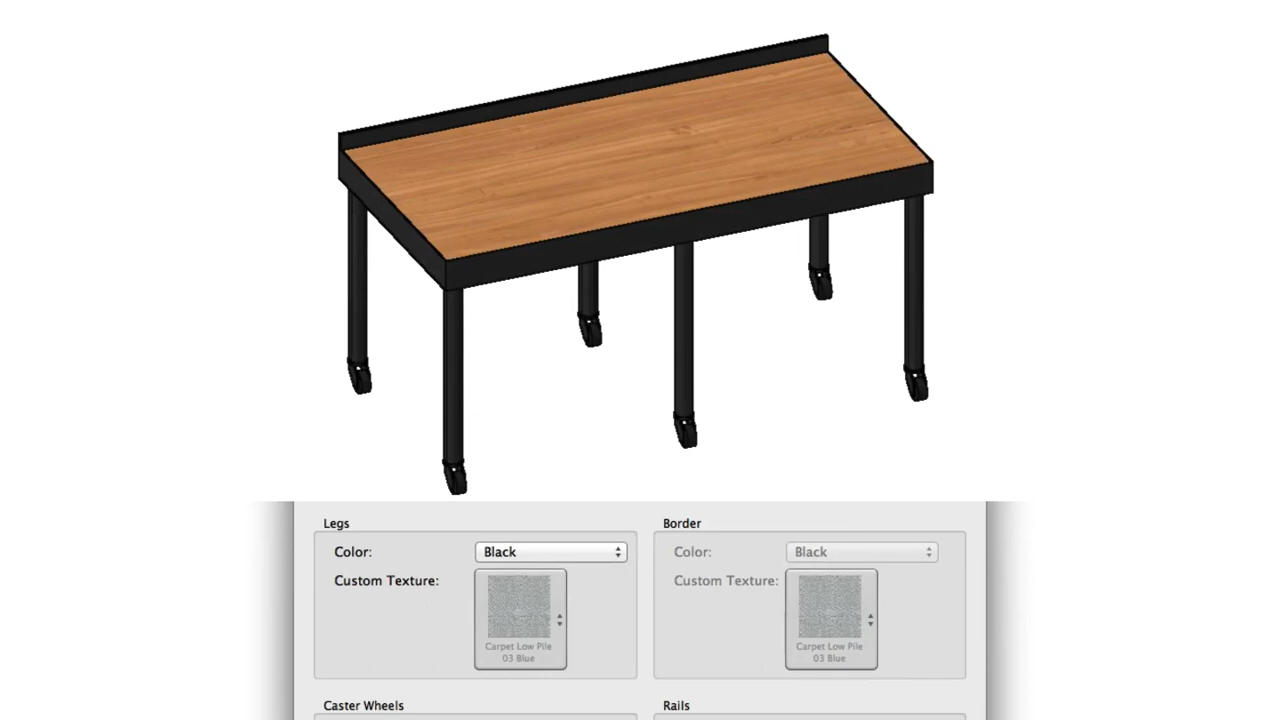 Legs
Color:
Black
Custom Texture:
Carpet Low Pile
03 Blue
Border
Color:
Black
Custom Texture:
Carpet Low Pile
03 Blue
Caster Wheels
Rails